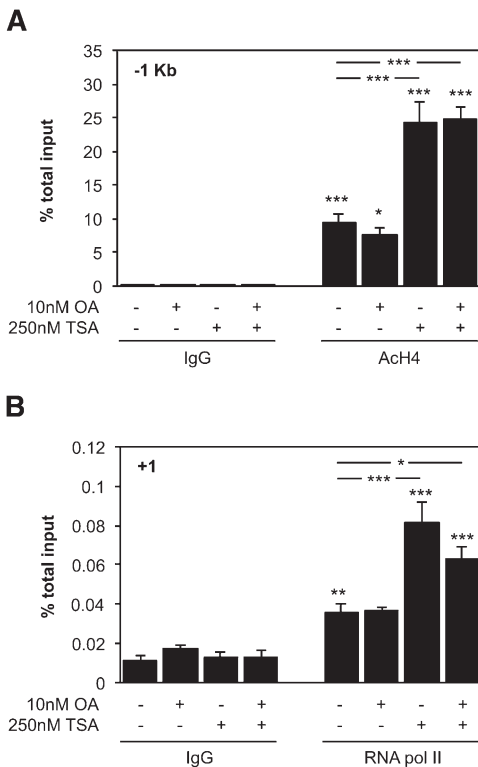 A
-1 Kb
% total input
35
30
25
20
15
10
5
0
***
***
***
*
***
***
10nM OA - + - + - + - +
250nM TSA - - + + - - + +
IgG AcH4
B
+1
% total input
0.12
0.1
0.08
0.06
0.04
0.02
0
*
***
**
***
***
10nM OA - + - + - + - +
250nM TSA - - + + - - + +
IgG RNA pol II